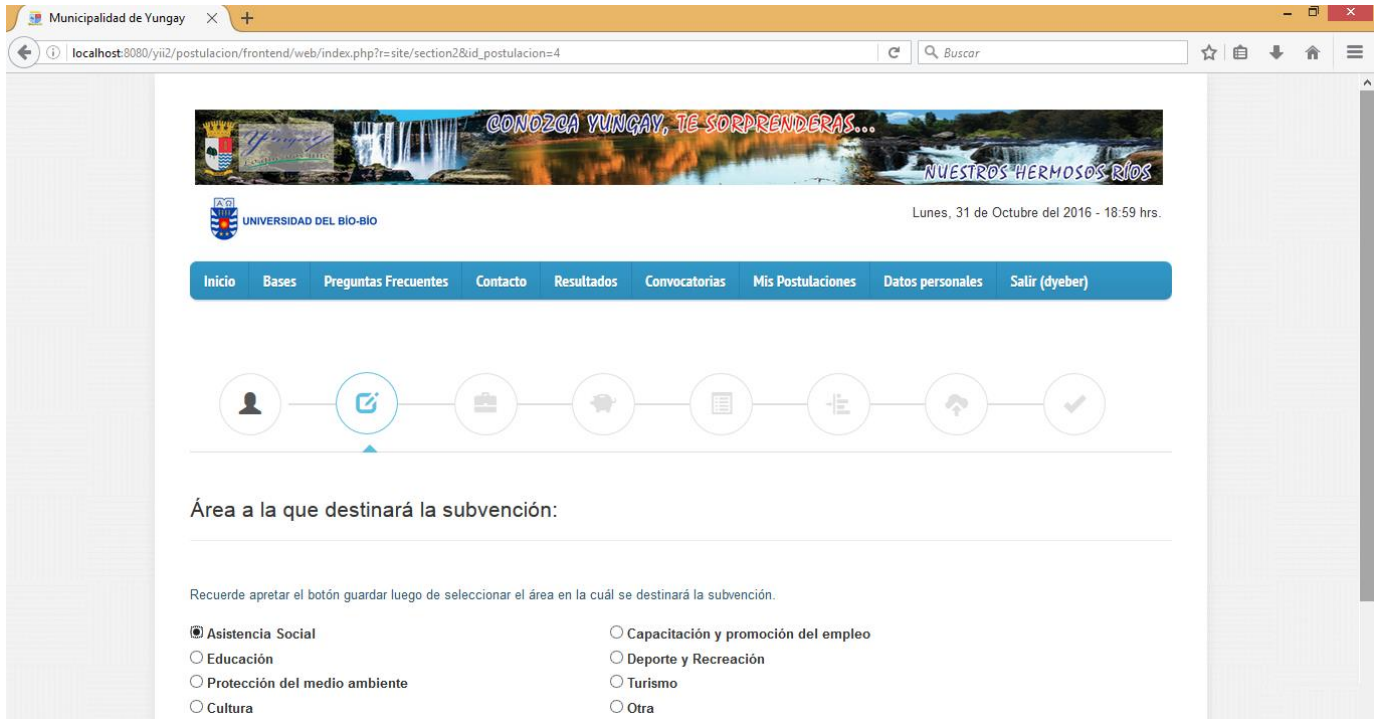 Municipalidad de Yungay
localhost:8080/yii2/postulacion/frontend/web/index.php?r=site/section2&id_postulacion=4
Buscar
CONOZCA YUNGAY, TE SORPRENDERAS...
Yungay
NUESTROS HERMOSOS RÍOS
UNIVERSIDAD DEL BÍO-BÍO
Lunes, 31 de Octubre del 2016 - 18:59 hrs.
Inicio Bases Preguntas Frecuentes Contacto Resultados Convocatorias Mis Postulaciones Datos personales Salir (dyeber)
Área a la que destinará la subvención:
Recuerde apretar el botón guardar luego de seleccionar el área en la cuál se destinará la subvención.
Asistencia Social Capacitación y promoción del empleo
Educación Deporte y Recreación
Protección del medio ambiente Turismo
Cultura Otra